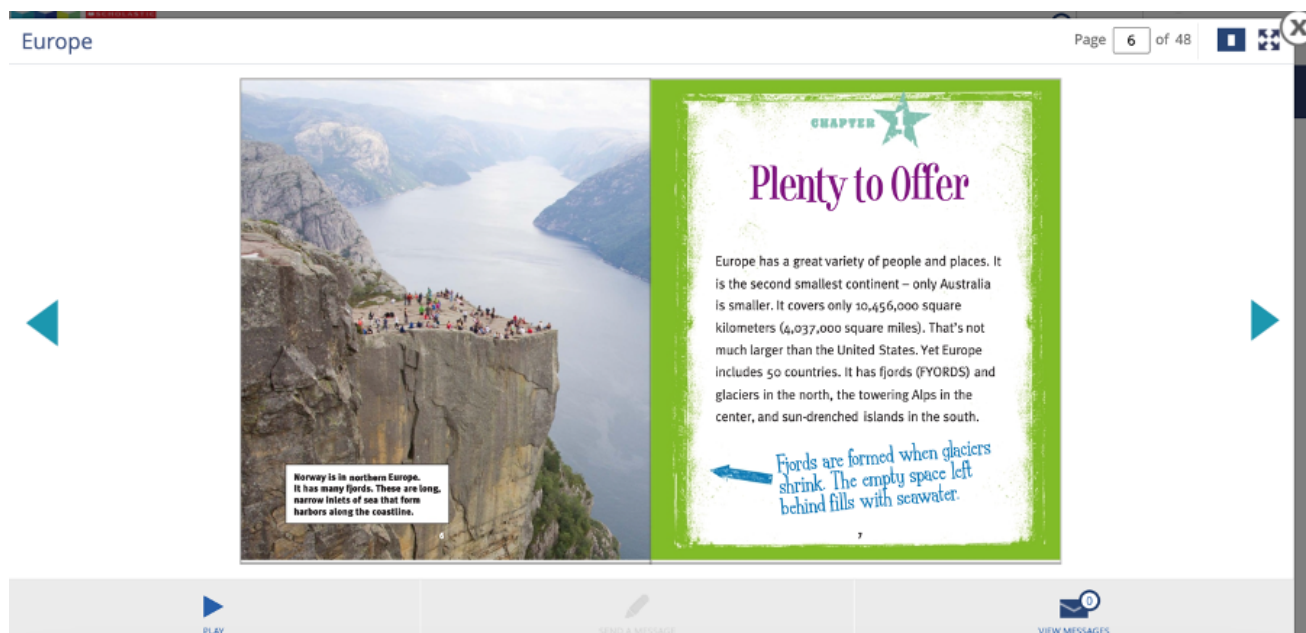 SCHOLASTIC
Europe
Page 6 of 48
X
CHAPTER 1
Plenty to Offer
Europe has a great variety of people and places. It
is the second smallest continent – only Australia
is smaller. It covers only 10,456,000 square
kilometers (4,037,000 square miles). That's not
much larger than the United States. Yet Europe
includes 50 countries. It has fjords (FYORDS) and
glaciers in the north, the towering Alps in the
center, and sun-drenched islands in the south.
Fjords are formed when glaciers
shrink. The empty space left
behind fills with seawater.
Norway is in northern Europe.
It has many fjords. These are long,
narrow inlets of sea that form
harbors along the coastline.
6
7
0
PLAY
SEND A MESSAGE
VIEW MESSAGES